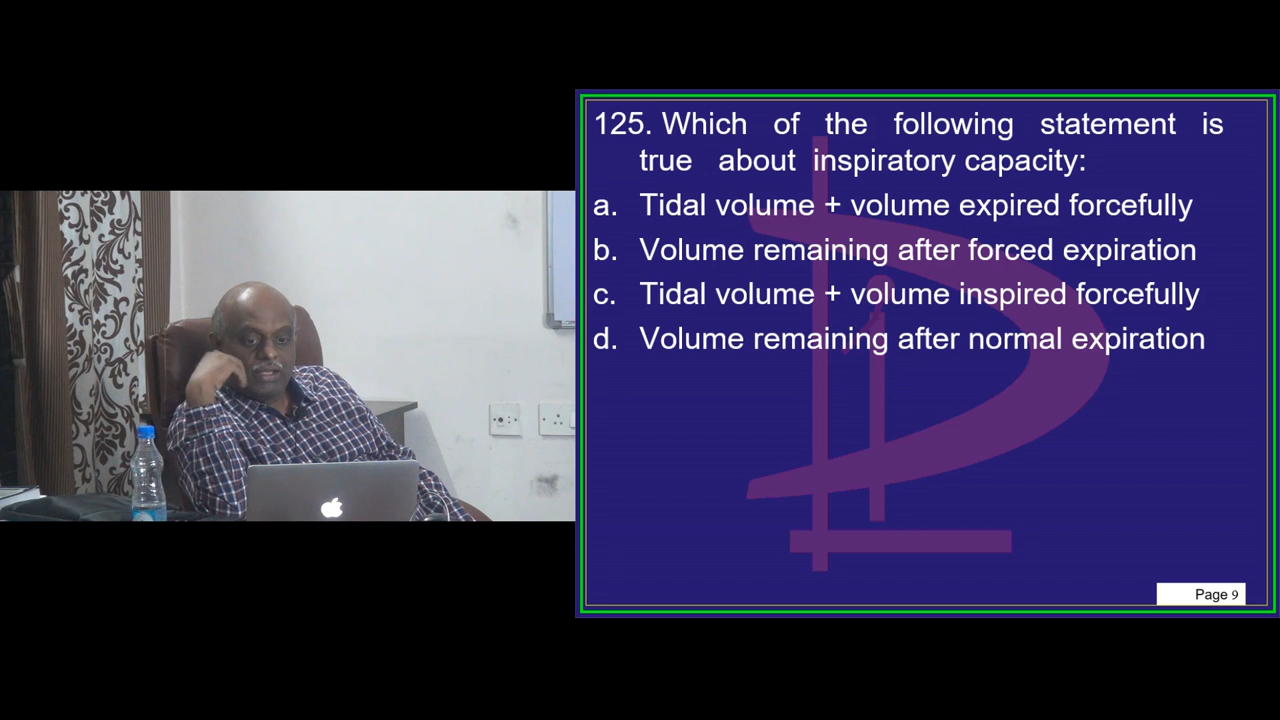 125. Which of the following statement is
true about inspiratory capacity:
a. Tidal volume + volume expired forcefully
b. Volume remaining after forced expiration
c. Tidal volume + volume inspired forcefully
d. Volume remaining after normal expiration
Page 9